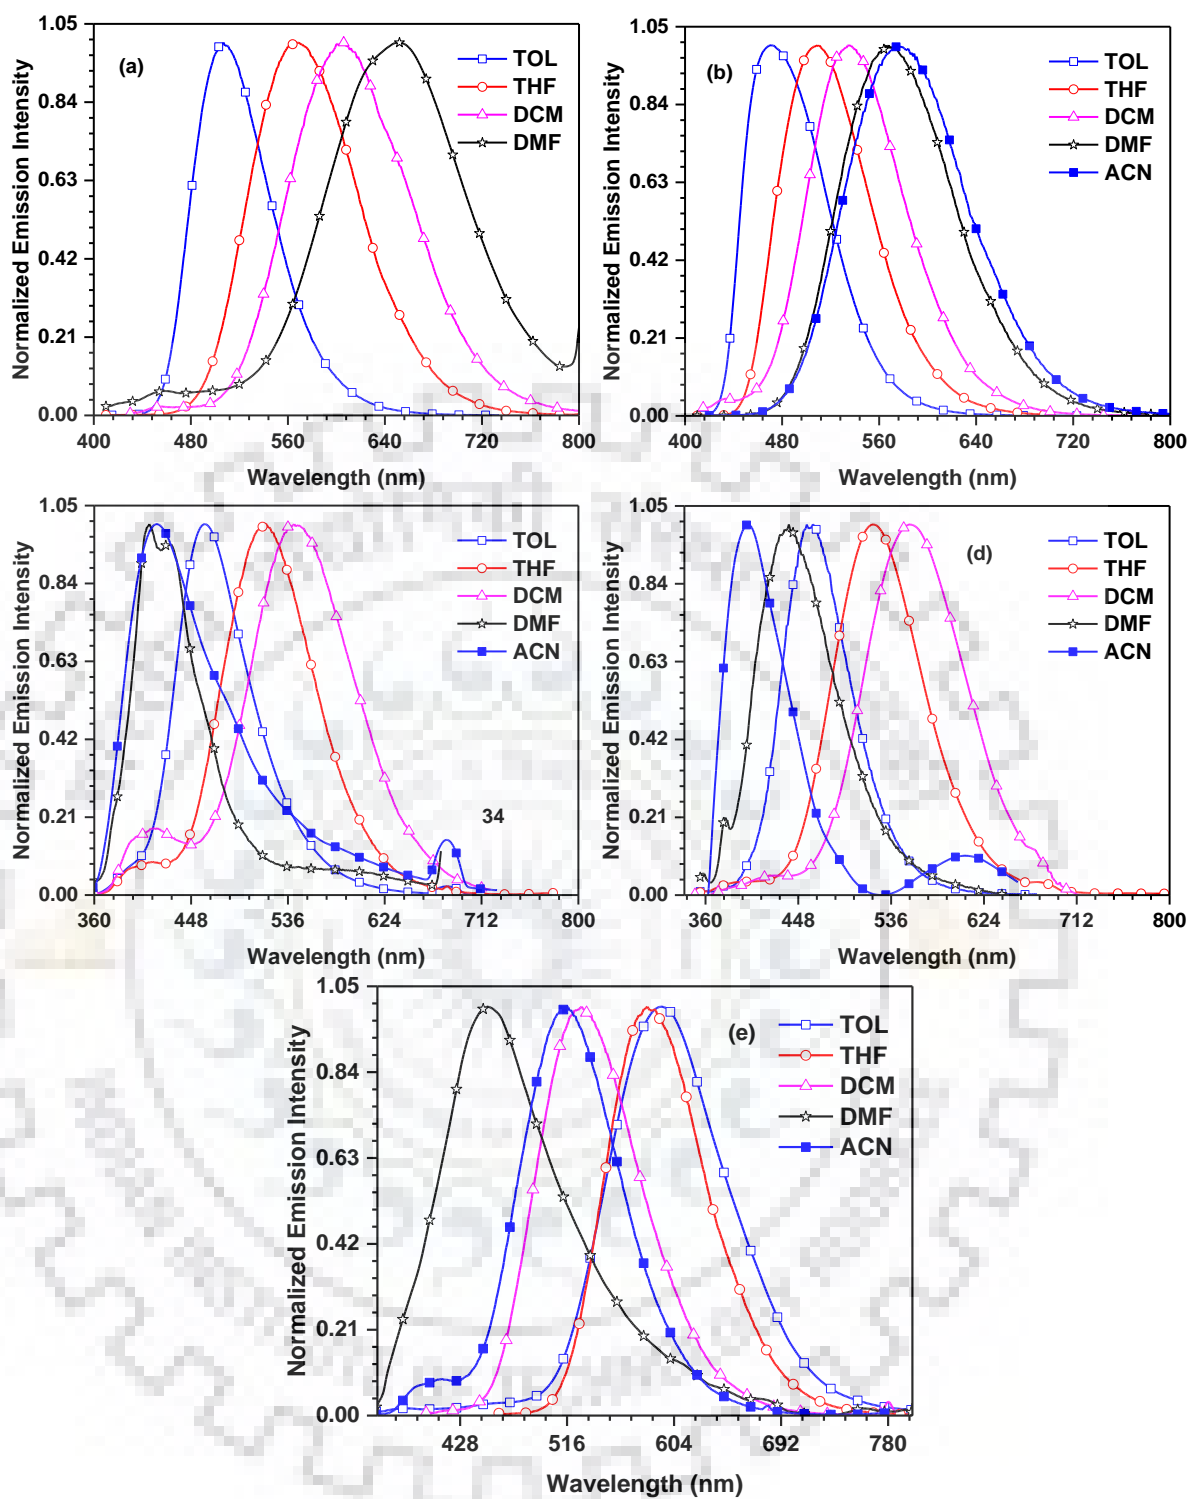 (a)
TOL
THF
DCM
DMF
Normalized Emission Intensity
1.05
0.84
0.63
0.42
0.21
0.00
400 480 560 640 720 800
Wavelength (nm)
(b)
TOL
THF
DCM
DMF
ACN
Normalized Emission Intensity
1.05
0.84
0.63
0.42
0.21
0.00
400 480 560 640 720 800
Wavelength (nm)
TOL
THF
DCM
DMF
ACN
34
Normalized Emission Intensity
1.05
0.84
0.63
0.42
0.21
0.00
360 448 536 624 712 800
Wavelength (nm)
(d)
TOL
THF
DCM
DMF
ACN
Normalized Emission Intensity
1.05
0.84
0.63
0.42
0.21
0.00
360 448 536 624 712 800
Wavelength (nm)
(e)
TOL
THF
DCM
DMF
ACN
Normalized Emission Intensity
1.05
0.84
0.63
0.42
0.21
0.00
428 516 604 692 780
Wavelength (nm)